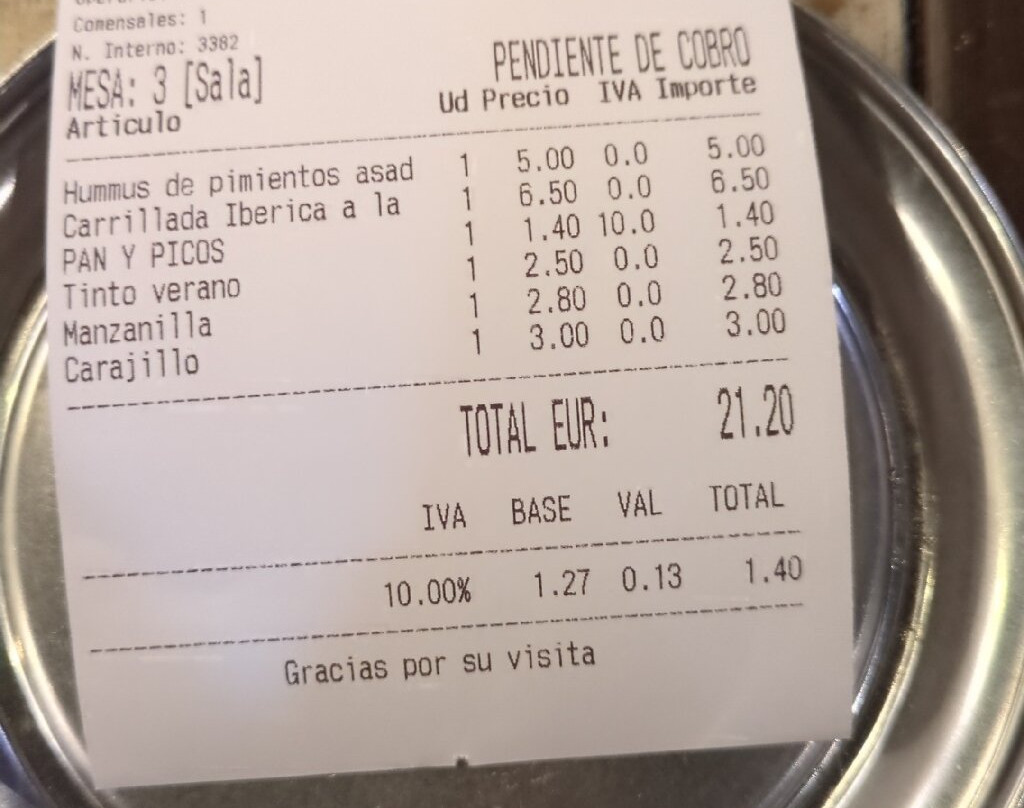 Comensales: 1
N. Interno: 3382
MESA: 3 [Sala] PENDIENTE DE COBRO
Articulo Ud Precio IVA Importe
Hummus de pimientos asad 1 5.00 0.0 5.00
Carrillada Iberica a la 1 6.50 0.0 6.50
PAN Y PICOS 1 1.40 10.0 1.40
Tinto verano 1 2.50 0.0 2.50
Manzanilla 1 2.80 0.0 2.80
Carajillo 1 3.00 0.0 3.00
TOTAL EUR: 21.20
IVA BASE VAL TOTAL
10.00% 1.27 0.13 1.40
Gracias por su visita